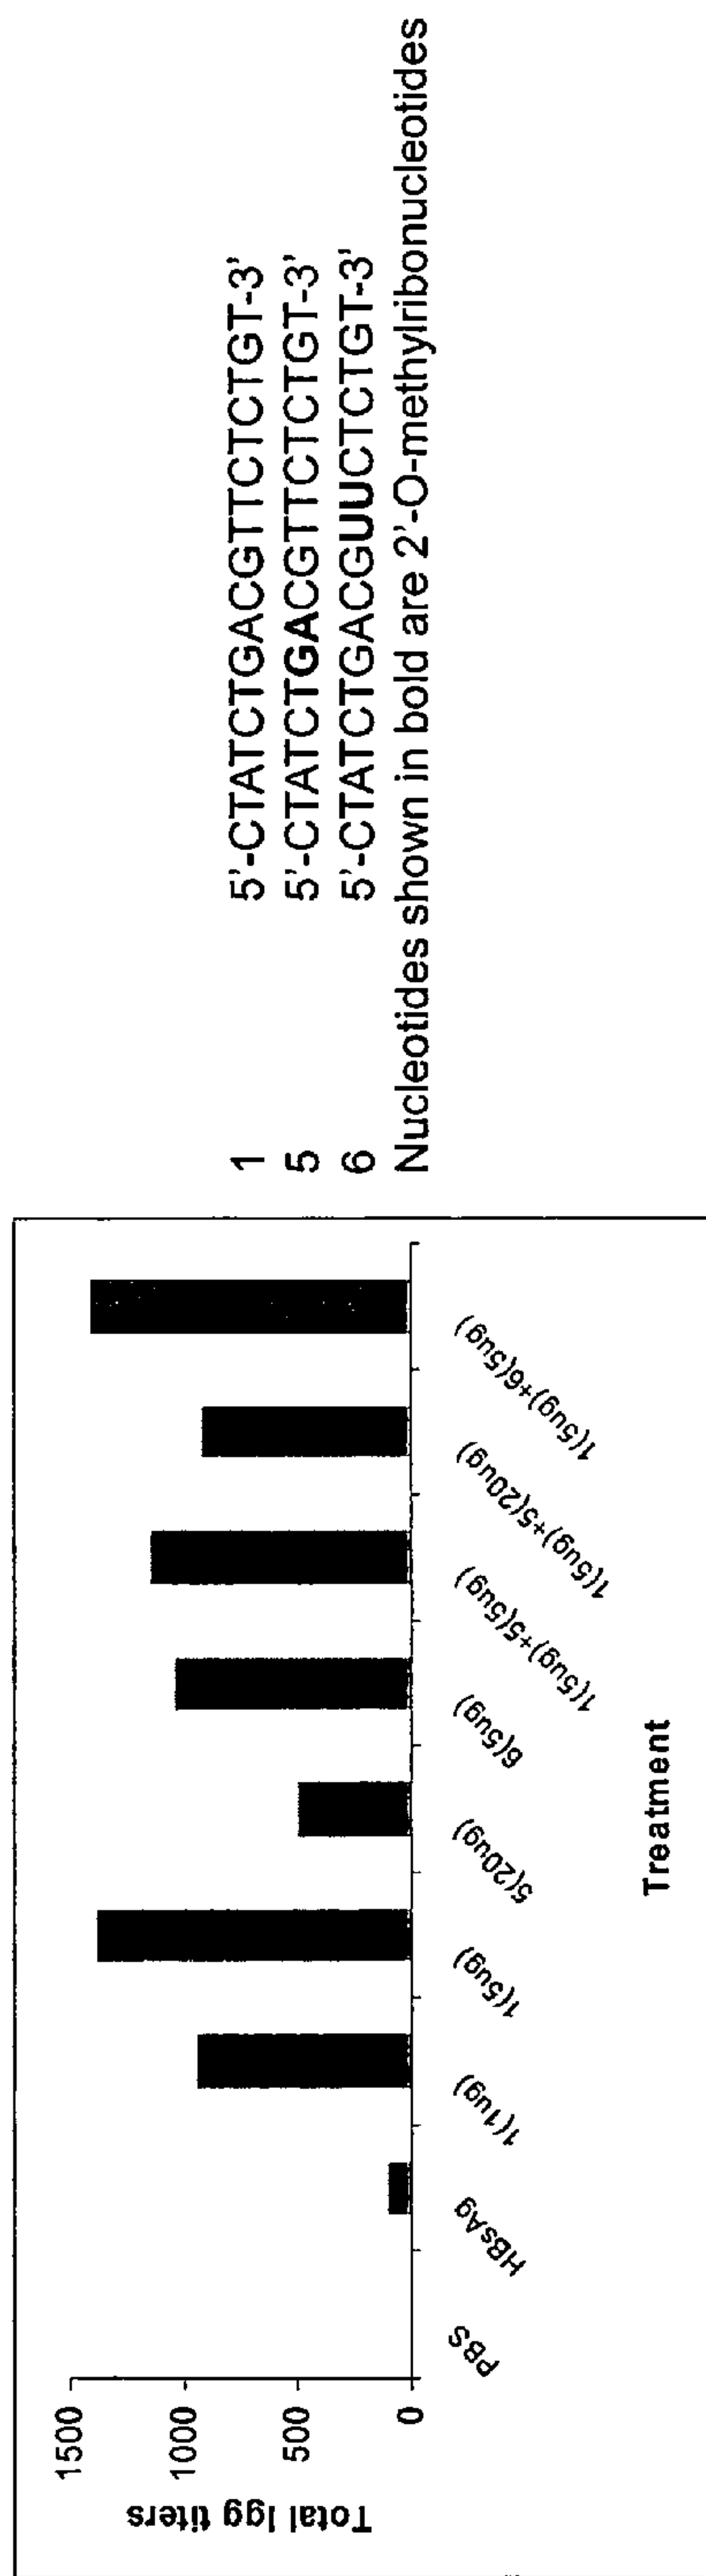 Total Igg titers
1500
1000
500
0
PBS
HBsAg
1(1ug)
1(5ug)
5(20ug)
6(5ug)
1(5ug)+5(5ug)
1(5ug)+5(20ug)
1(5ug)+6(5ug)
Treatment
1 5'-CTATCTGACGTTCTCTGT-3'
5 5'-CTATCTGACGTTCTCTGT-3'
6 5'-CTATCTGACGUUCTCTGT-3'
Nucleotides shown in bold are 2'-O-methylribonucleotides